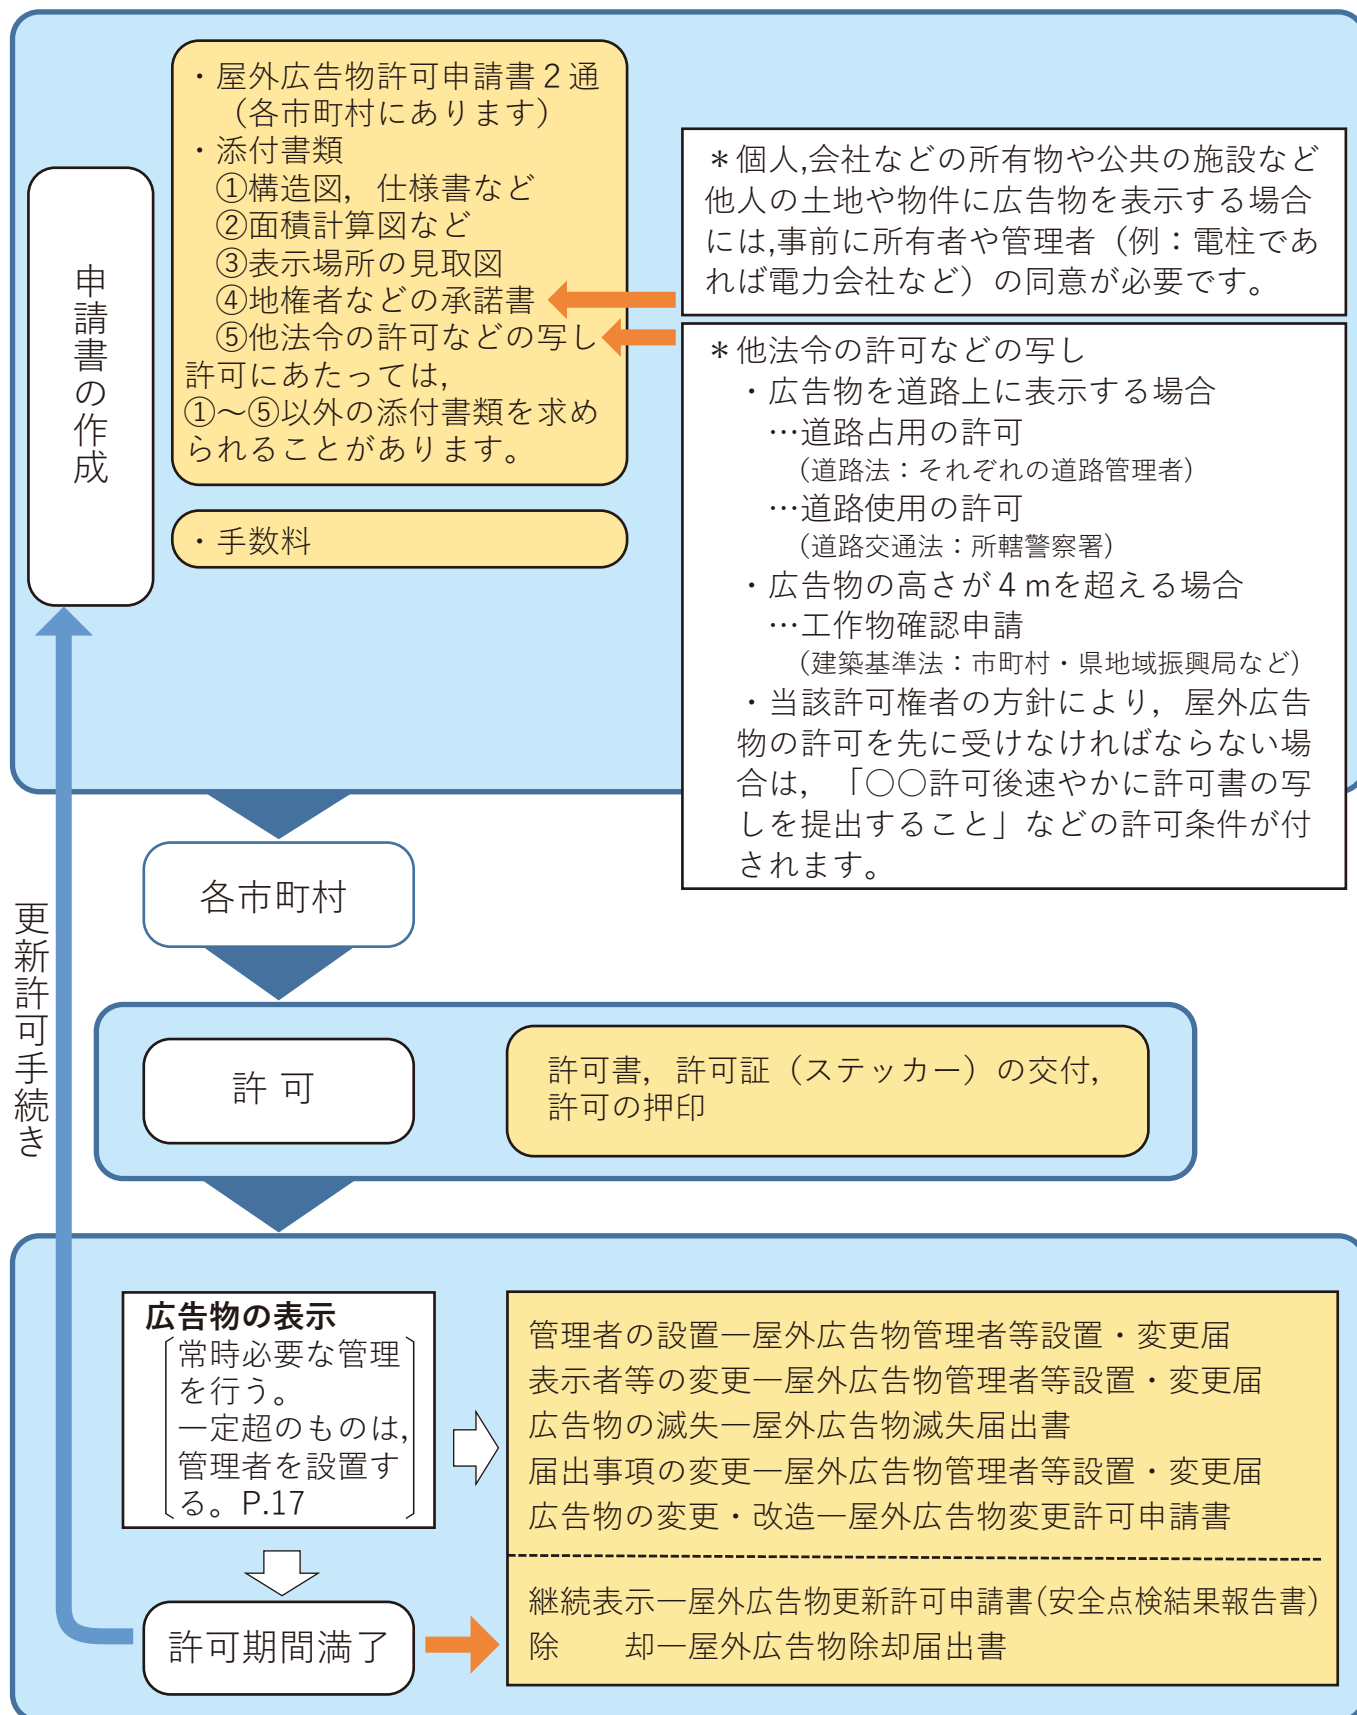 ・屋外広告物許可申請書２通
（各市町村にあります）
・添付書類
①構造図，仕様書など
②面積計算図など
③表示場所の見取図
④地権者などの承諾書
⑤他法令の許可などの写し
許可にあたっては，
①～⑤以外の添付書類を求め
られることがあります。
・手数料
申請書の作成
＊個人,会社などの所有物や公共の施設など
他人の土地や物件に広告物を表示する場合
には,事前に所有者や管理者（例：電柱であ
れば電力会社など）の同意が必要です。
＊他法令の許可などの写し
・広告物を道路上に表示する場合
…道路占用の許可
（道路法：それぞれの道路管理者）
…道路使用の許可
（道路交通法：所轄警察署）
・広告物の高さが４ｍを超える場合
…工作物確認申請
（建築基準法：市町村・県地域振興局など）
・当該許可権者の方針により，屋外広告
物の許可を先に受けなければならない場
合は，「○○許可後速やかに許可書の写
しを提出すること」などの許可条件が付
されます。
各市町村
更新許可手続き
許 可
許可書，許可証（ステッカー）の交付，
許可の押印
広告物の表示
常時必要な管理
を行う。
一定超のものは，
管理者を設置す
る。P.17
管理者の設置―屋外広告物管理者等設置・変更届
表示者等の変更―屋外広告物管理者等設置・変更届
広告物の滅失―屋外広告物滅失届出書
届出事項の変更―屋外広告物管理者等設置・変更届
広告物の変更・改造―屋外広告物変更許可申請書
許可期間満了
継続表示―屋外広告物更新許可申請書(安全点検結果報告書)
除　　却―屋外広告物除却届出書